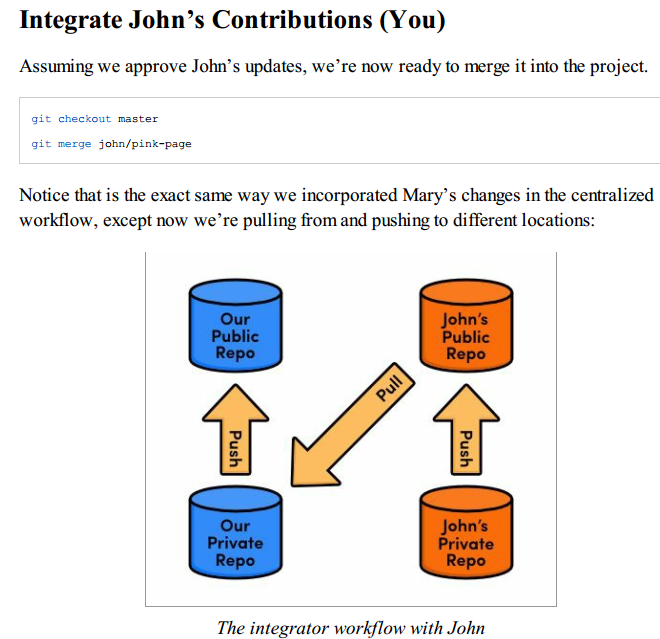 Integrate John’s Contributions (You)
Assuming we approve John’s updates, we’re now ready to merge it into the project.
git checkout master
git merge john/pink-page
Notice that is the exact same way we incorporated Mary’s changes in the centralized
workflow, except now we’re pulling from and pushing to different locations:
Our
Public
Repo
John's
Public
Repo
Pull
Push
Push
Our
Private
Repo
John's
Private
Repo
The integrator workflow with John